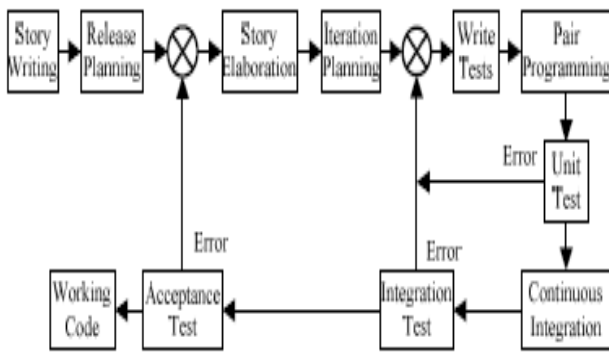 Story
Writing
Release
Planning
Story
Elaboration
Iteration
Planning
Write
Tests
Pair
Programming
Error
Unit
Test
Error
Error
Working
Code
Acceptance
Test
Integration
Test
Continuous
Integration